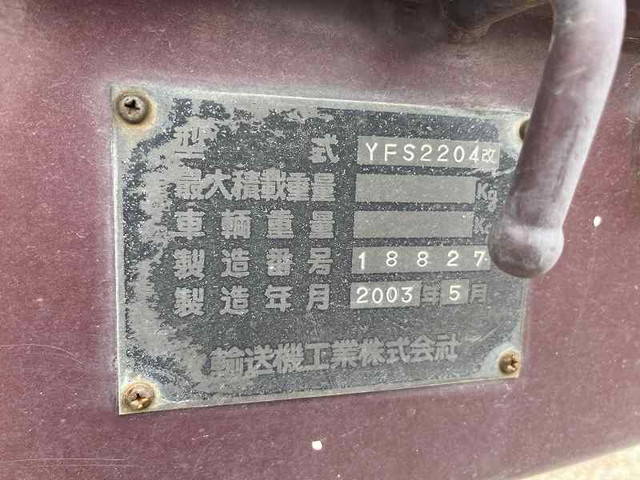 型式 YFS2204改
最大積載重量 Kg
車輌重量 Kg
製造番号 18827
製造年月 2003年5月
輸送機工業株式会社